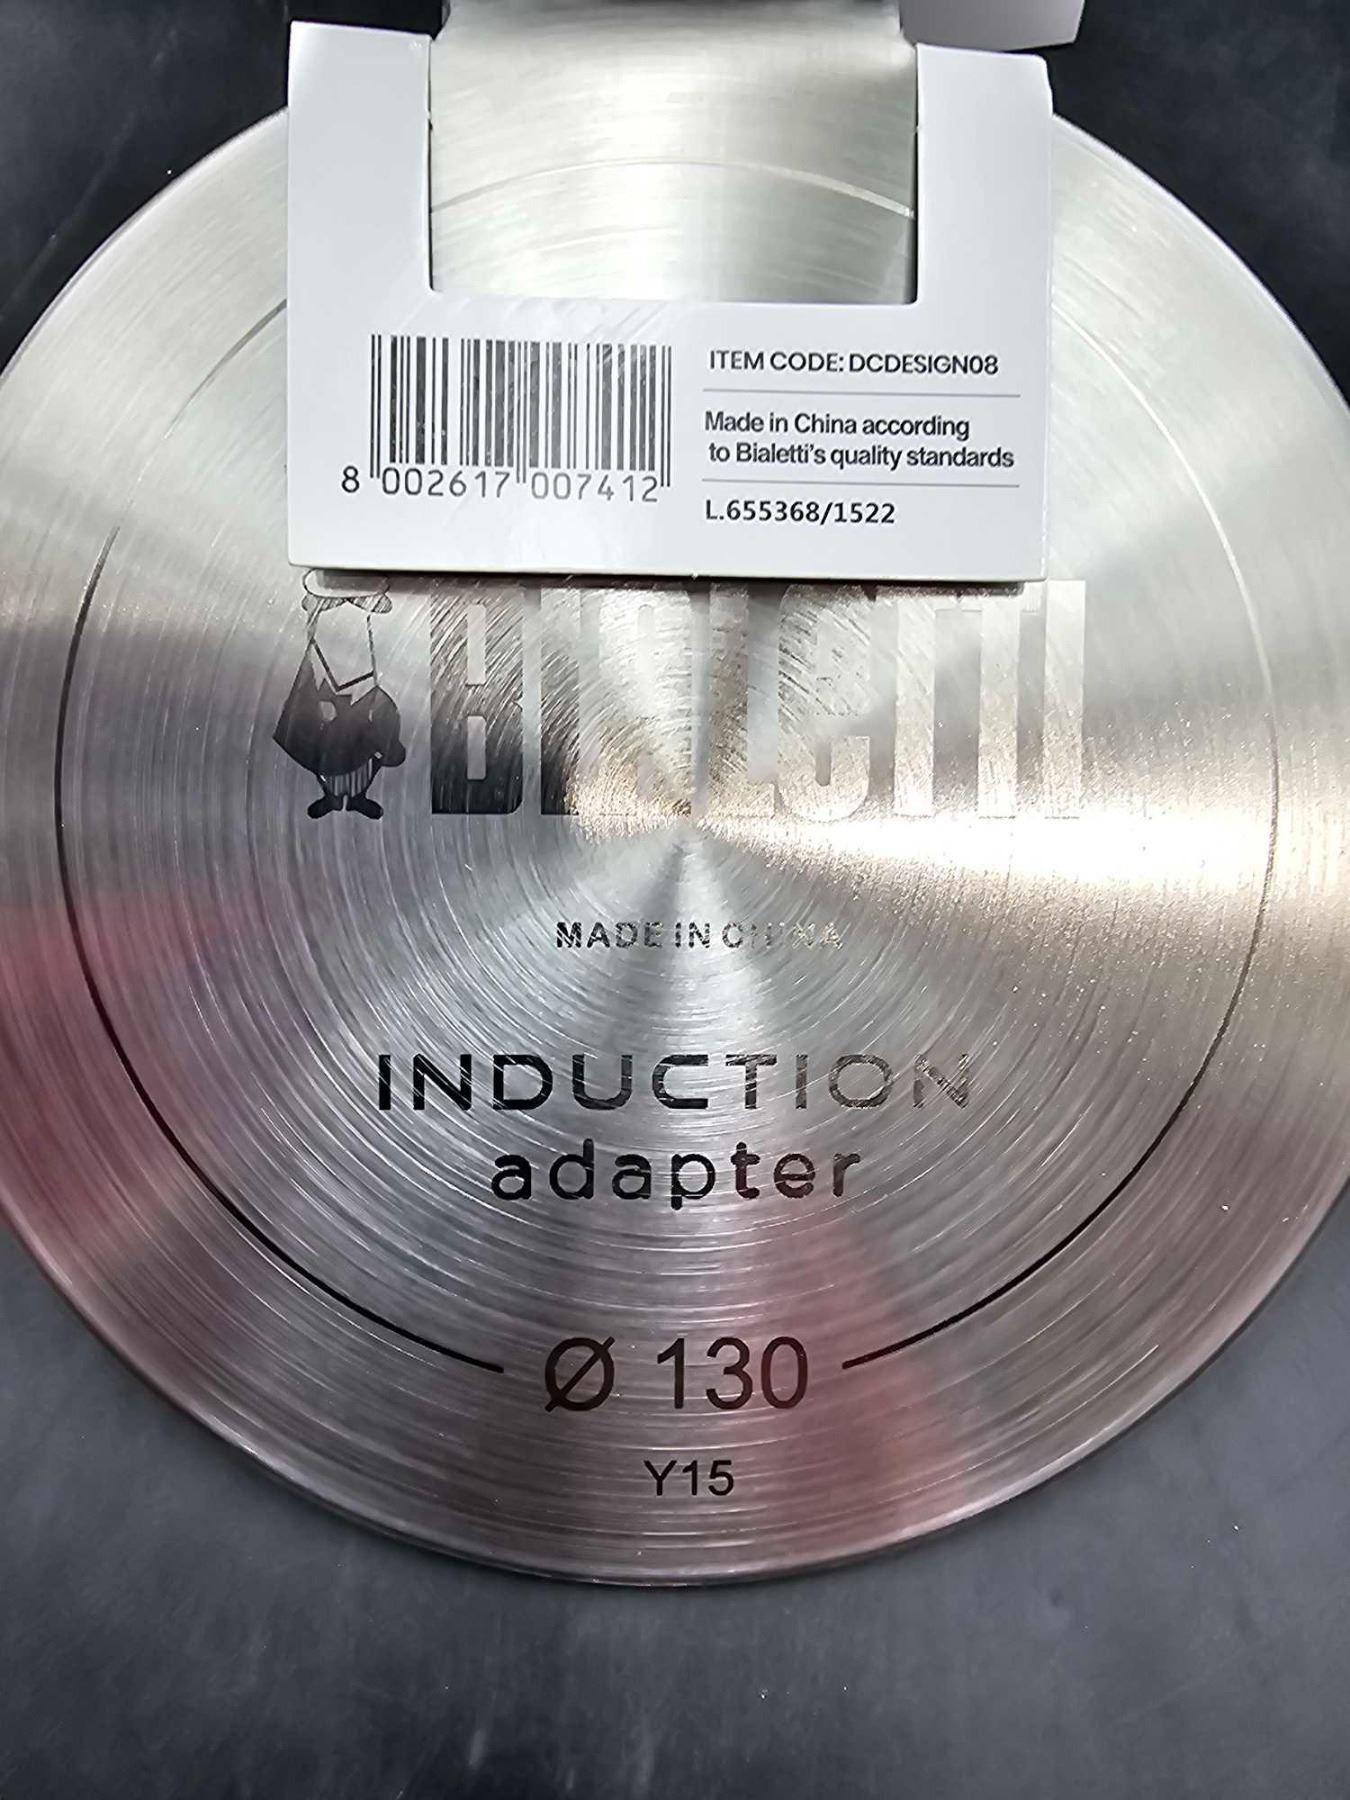 8 002617 007412
ITEM CODE: DCDESIGN08
Made in China according
to Bialetti's quality standards
L.655368/1522
BIALETTI
MADE IN CHINA
INDUCTION
adapter
Ø 130
Y15